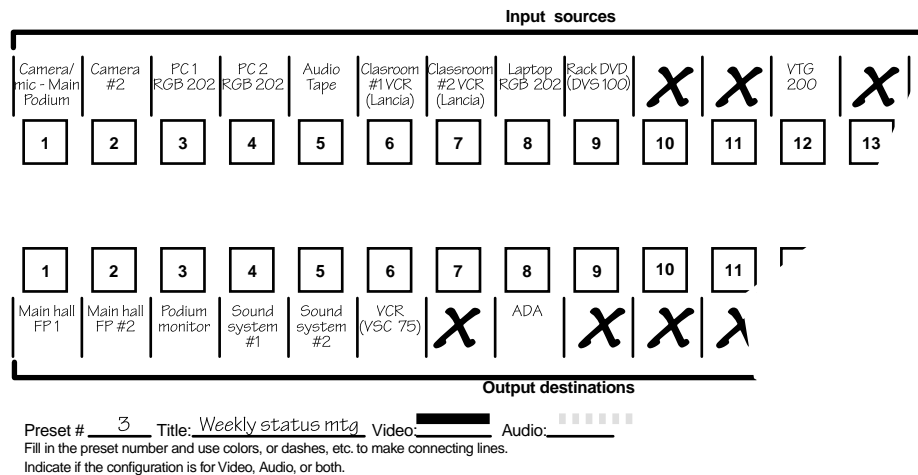 Input sources
Camera/ mic - Main Podium
Camera #2
PC 1 RGB 202
PC 2 RGB 202
Audio Tape
Clasroom #1 VCR (Lancia)
Classroom #2 VCR (Lancia)
Laptop RGB 202
Rack DVD (DVS 100)
X
X
VTG 200
X
1 2 3 4 5 6 7 8 9 10 11 12 13
1 2 3 4 5 6 7 8 9 10 11
Main hall FP 1
Main hall FP #2
Podium monitor
Sound system #1
Sound system #2
VCR (VSC 75)
X
ADA
X
X
X
Output destinations
Preset # 3 Title: Weekly status mtg Video: Audio:
Fill in the preset number and use colors, or dashes, etc. to make connecting lines.
Indicate if the configuration is for Video, Audio, or both.